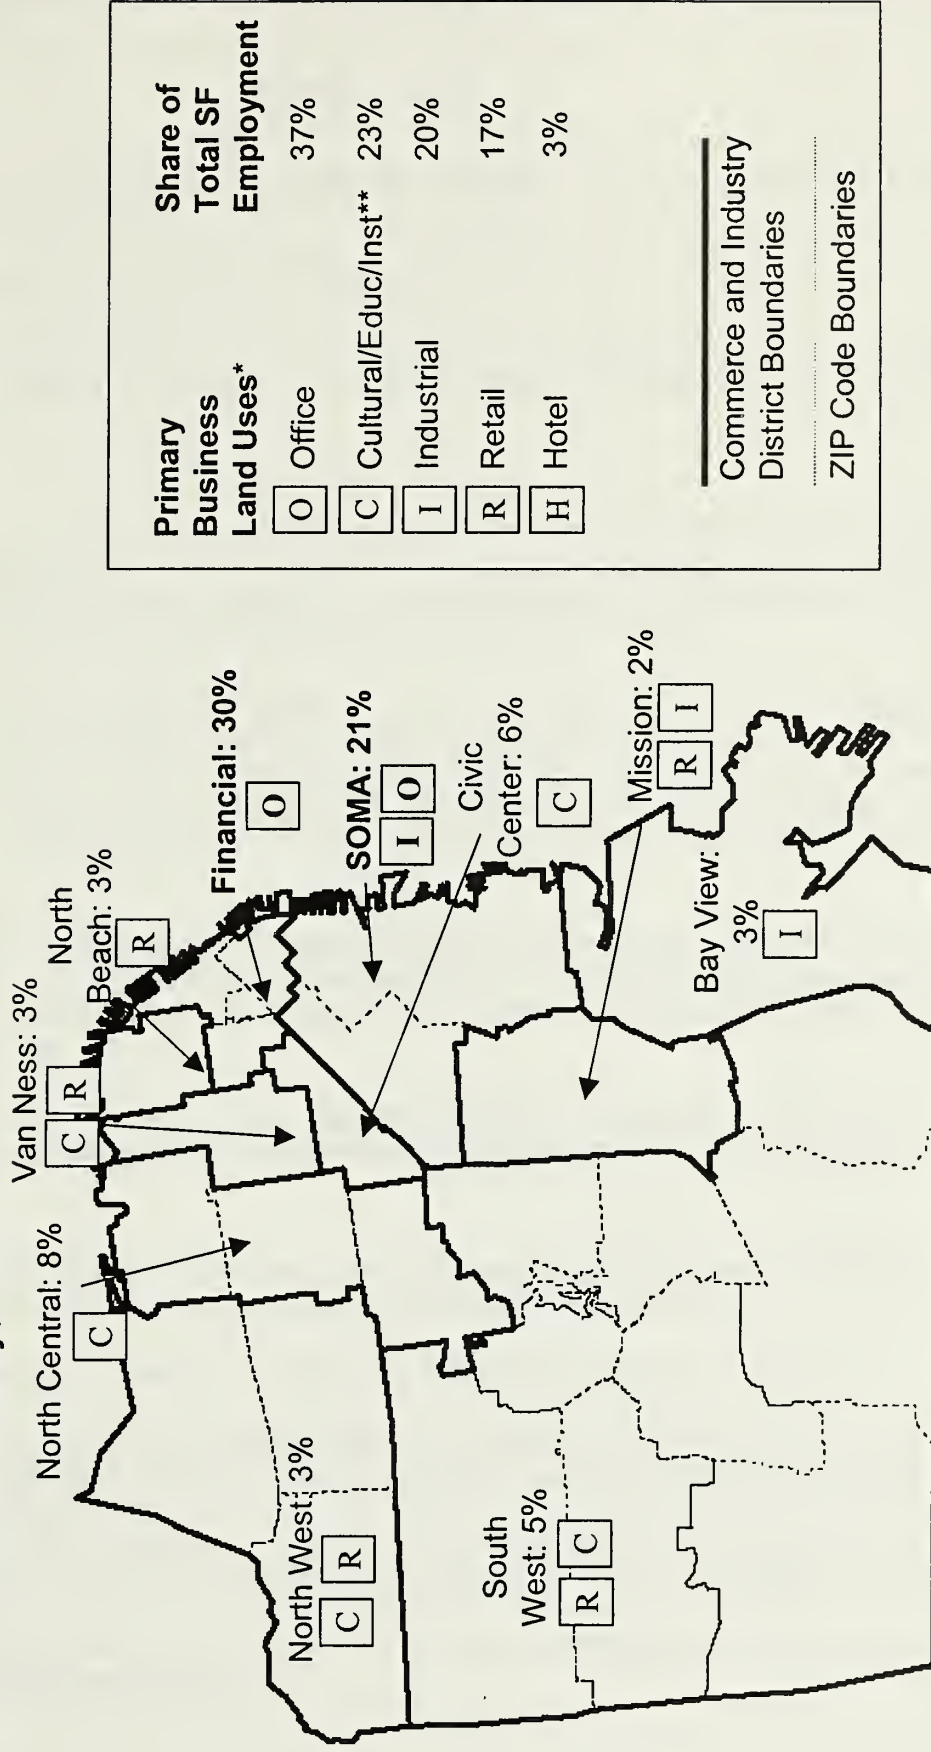 North Central: 8%
C
Van Ness: 3%
C R
North
Beach: 3%
R
Financial: 30%
O
SOMA: 21%
I O
Civic
Center: 6%
C
Mission: 2%
R I
Bay View:
3%
I
North West: 3%
C R
South
West: 5%
R C
Primary
Business
Land Uses*
Share of
Total SF
Employment
O Office 37%
C Cultural/Educ/Inst** 23%
I Industrial 20%
R Retail 17%
H Hotel 3%
Commerce and Industry
District Boundaries
ZIP Code Boundaries